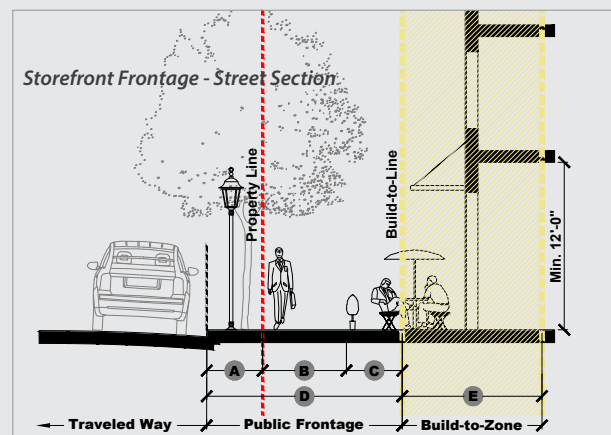 Storefront Frontage - Street Section
Property Line
Build-to-Line
Min. 12'-0"
A
B
C
D
E
Traveled Way
Public Frontage
Build-to-Zone